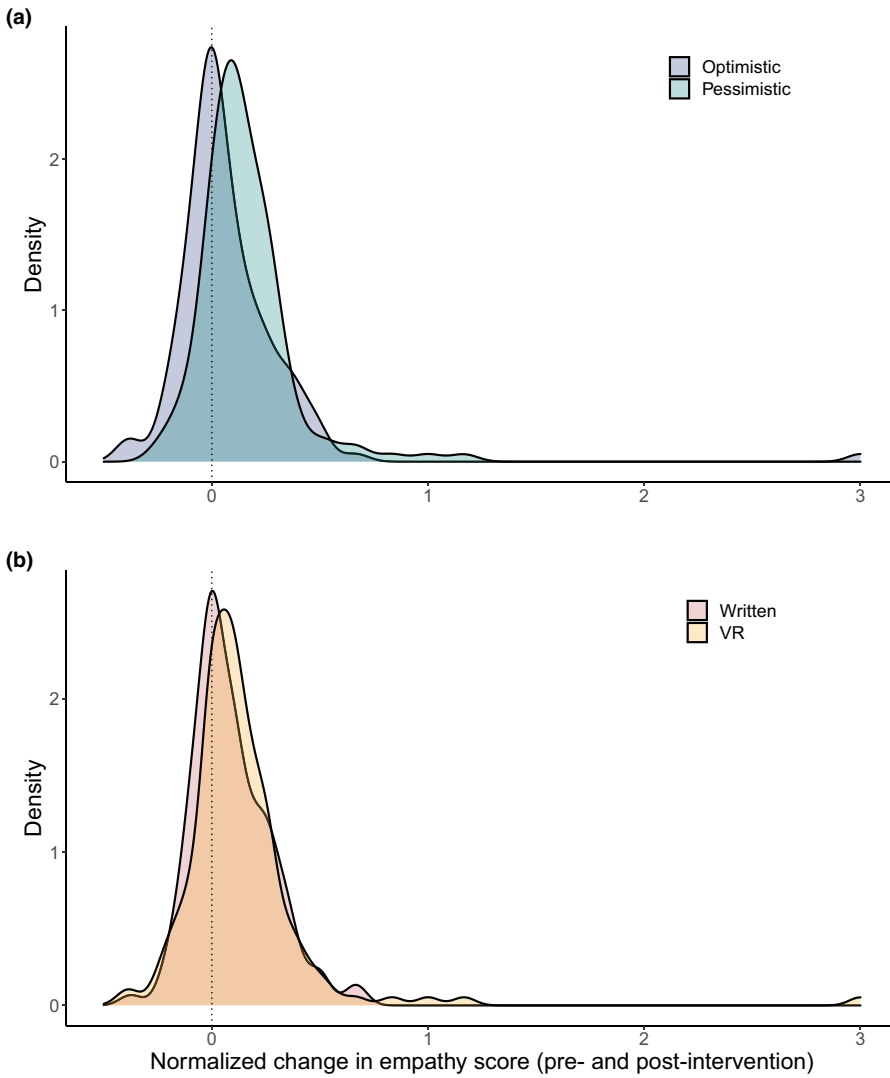 (a)
Optimistic
Pessimistic
Density
2
1
0
0 1 2 3
(b)
Written
VR
Density
2
1
0
0 1 2 3
Normalized change in empathy score (pre- and post-intervention)